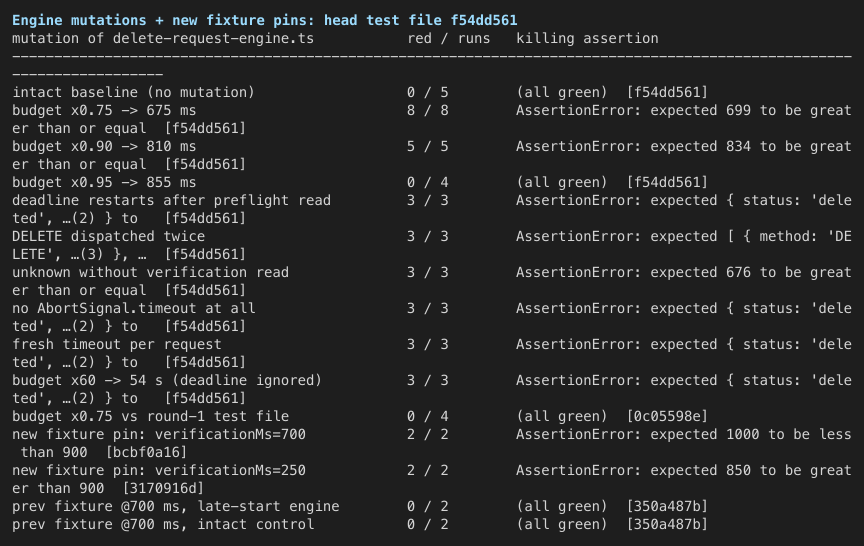 Engine mutations + new fixture pins: head test file f54dd561
mutation of delete-request-engine.ts red / runs killing assertion
intact baseline (no mutation) 0 / 5 (all green) [f54dd561]
budget x0.75 -> 675 ms 8 / 8 AssertionError: expected 699 to be great
er than or equal [f54dd561]
budget x0.90 -> 810 ms 5 / 5 AssertionError: expected 834 to be great
er than or equal [f54dd561]
budget x0.95 -> 855 ms 0 / 4 (all green) [f54dd561]
deadline restarts after preflight read 3 / 3 AssertionError: expected { status: 'dele
ted', …(2) } to [f54dd561]
DELETE dispatched twice 3 / 3 AssertionError: expected [ { method: 'DE
LETE', …(3) }, … [f54dd561]
unknown without verification read 3 / 3 AssertionError: expected 676 to be great
er than or equal [f54dd561]
no AbortSignal.timeout at all 3 / 3 AssertionError: expected { status: 'dele
ted', …(2) } to [f54dd561]
fresh timeout per request 3 / 3 AssertionError: expected { status: 'dele
ted', …(2) } to [f54dd561]
budget x60 -> 54 s (deadline ignored) 3 / 3 AssertionError: expected { status: 'dele
ted', …(2) } to [f54dd561]
budget x0.75 vs round-1 test file 0 / 4 (all green) [0c05598e]
new fixture pin: verificationMs=700 2 / 2 AssertionError: expected 1000 to be less
than 900 [bcbf0a16]
new fixture pin: verificationMs=250 2 / 2 AssertionError: expected 850 to be great
er than 900 [3170916d]
prev fixture @700 ms, late-start engine 0 / 2 (all green) [350a487b]
prev fixture @700 ms, intact control 0 / 2 (all green) [350a487b]